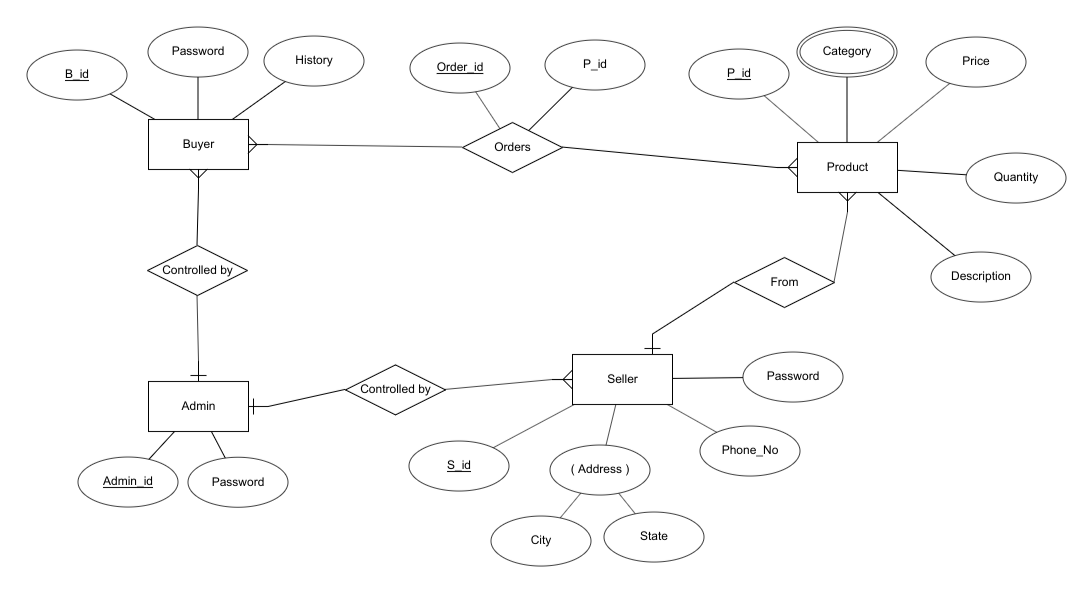 B_id
Password
History
Order_id
P_id
P_id
Category
Price
Buyer
Orders
Product
Quantity
Controlled by
From
Description
Admin
Controlled by
Seller
Password
Admin_id
Password
S_id
( Address )
Phone_No
City
State